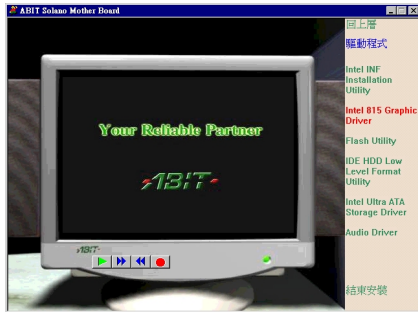 ABIT Solano Mother Board
回上層
驅動程式
Intel INF
Installation
Utility
Intel 815 Graphic
Driver
Flash Utility
IDE HDD Low
Level Format
Utility
Intel Ultra ATA
Storage Driver
Audio Driver
結束安裝
Your Reliable Partner
ABIT
ABIT